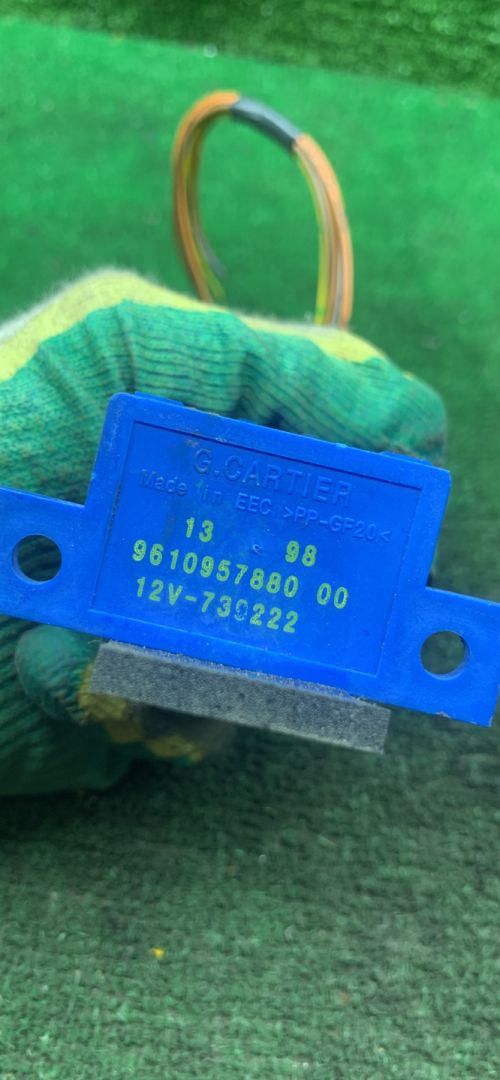 G.CARTIER
Made in EEC >PP-GF20<
13 98
9610957880 00
12V-730222